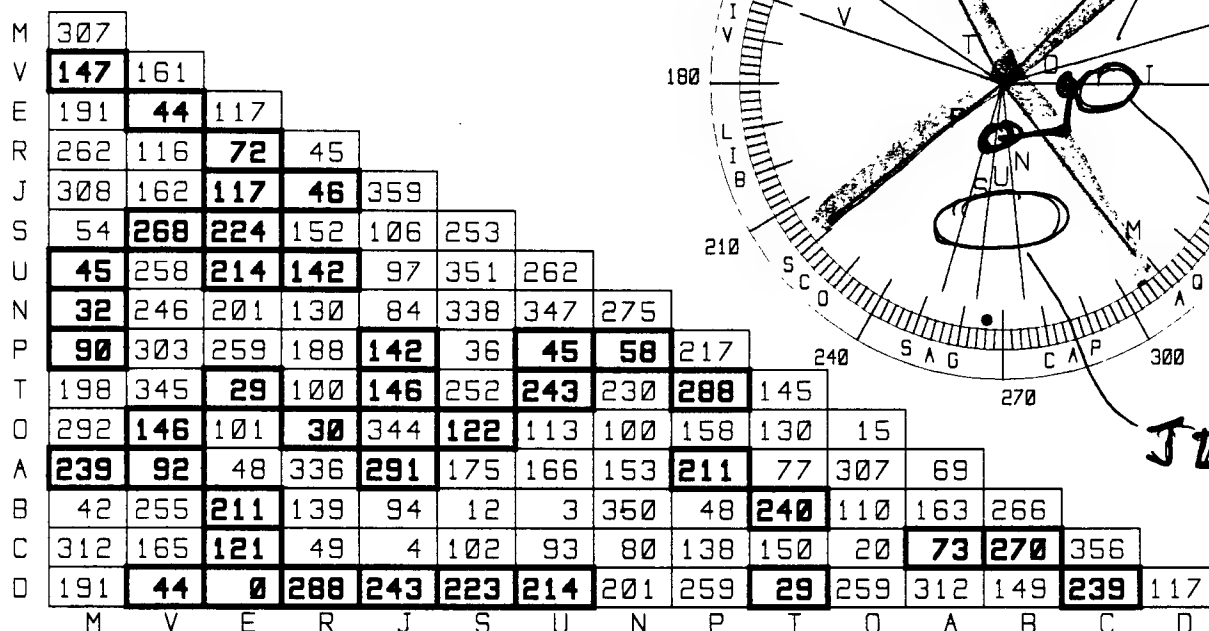 M 307
V 147 161
E 191 44 117
R 262 116 72 45
J 308 162 117 46 359
S 54 268 224 152 106 253
U 45 258 214 142 97 351 262
N 32 246 201 130 84 338 347 275
P 90 303 259 188 142 36 45 58 217
T 198 345 29 100 146 252 243 230 288 145
O 292 146 101 30 344 122 113 100 158 130 15
A 239 92 48 336 291 175 166 153 211 77 307 69
B 42 255 211 139 94 12 3 350 48 240 110 163 266
C 312 165 121 49 4 102 93 80 138 150 20 73 270 356
D 191 44 0 288 243 223 214 201 259 29 259 312 149 239 117
M V E R J S U N P T O A B C D
V
V
T
O
I
180
LIB
SUN
M
210
SCO
AQ
240
SAG
CAP
300
270